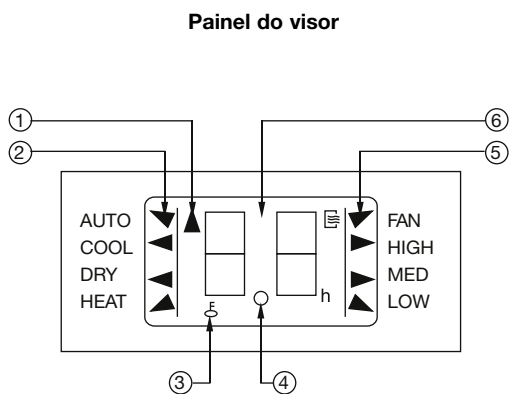 Painel do visor
① ⑥
② ⑤
AUTO FAN
COOL HIGH
DRY MED
HEAT h LOW
③ ④